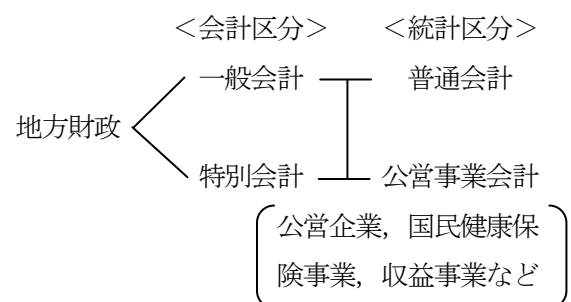 ＜会計区分＞ ＜統計区分＞
一般会計 普通会計
地方財政
特別会計 公営事業会計
公営企業，国民健康保
険事業，収益事業など